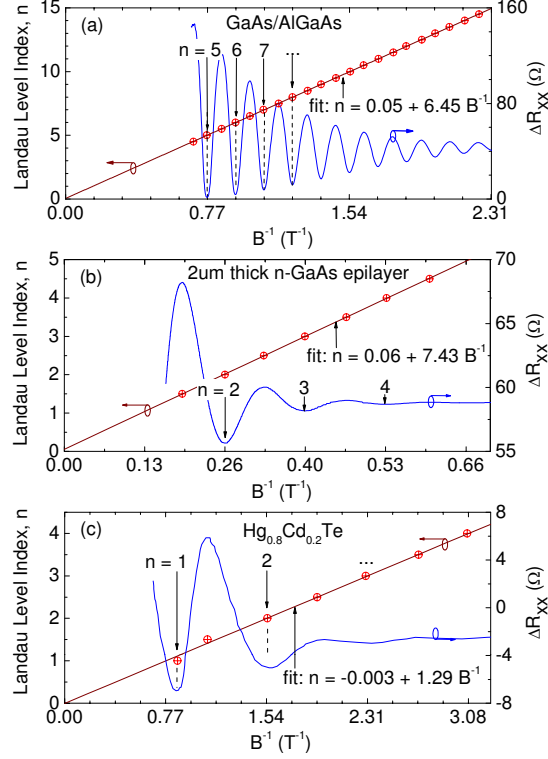 (a) GaAs/AlGaAs
Landau Level Index, n
15
10
5
0
n = 5 6 7 ...
fit: n = 0.05 + 6.45 B⁻¹
160
80
0
ΔR_XX (Ω)
0.00 0.77 1.54 2.31
B⁻¹ (T⁻¹)
(b) 2um thick n-GaAs epilayer
Landau Level Index, n
5
4
3
2
1
0
n = 2 3 4
fit: n = 0.06 + 7.43 B⁻¹
70
65
60
55
ΔR_XX (Ω)
0.00 0.13 0.26 0.40 0.53 0.66
B⁻¹ (T⁻¹)
(c) Hg₀.₈Cd₀.₂Te
Landau Level Index, n
4
3
2
1
0
n = 1 2 ...
fit: n = -0.003 + 1.29 B⁻¹
8
4
0
-4
-8
ΔR_XX (Ω)
0.00 0.77 1.54 2.31 3.08
B⁻¹ (T⁻¹)